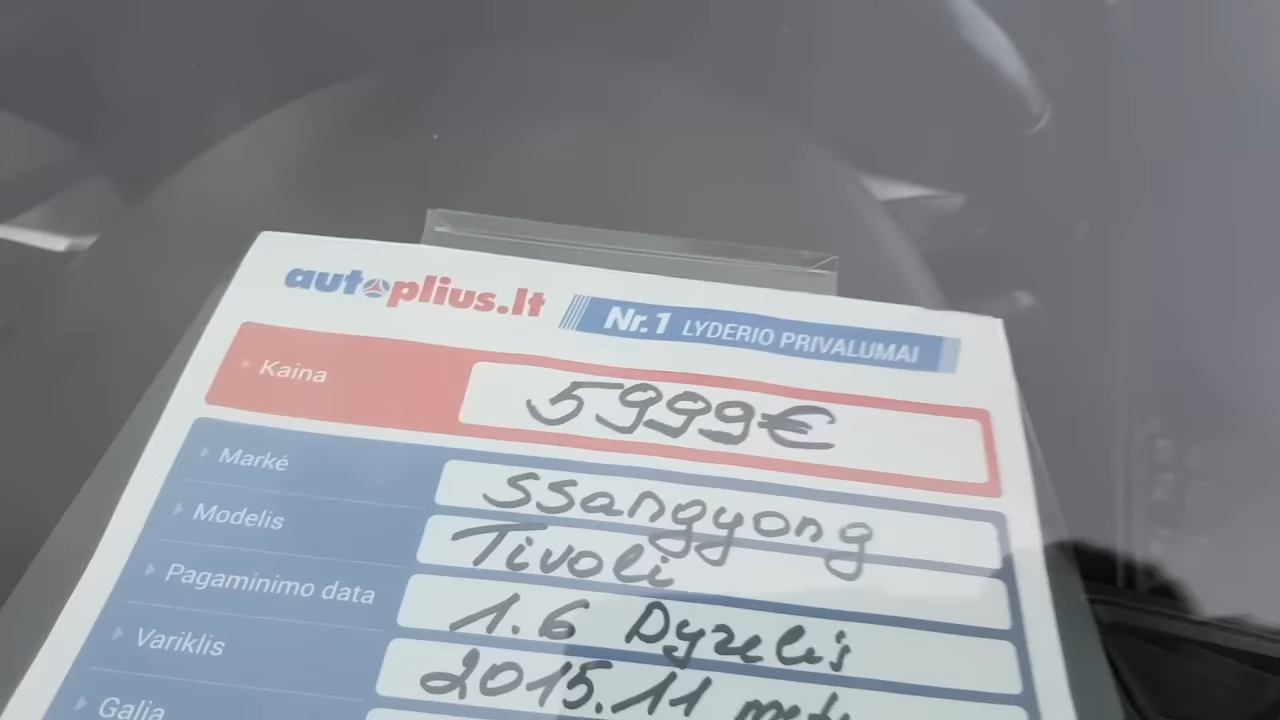 autoplius.lt Nr.1 LYDERIO PRIVALUMAI
Kaina 5999€
Markė Ssangyong
Modelis Tivoli
Pagaminimo data 1.6 Dyzelis
Variklis 2015.11
Galia